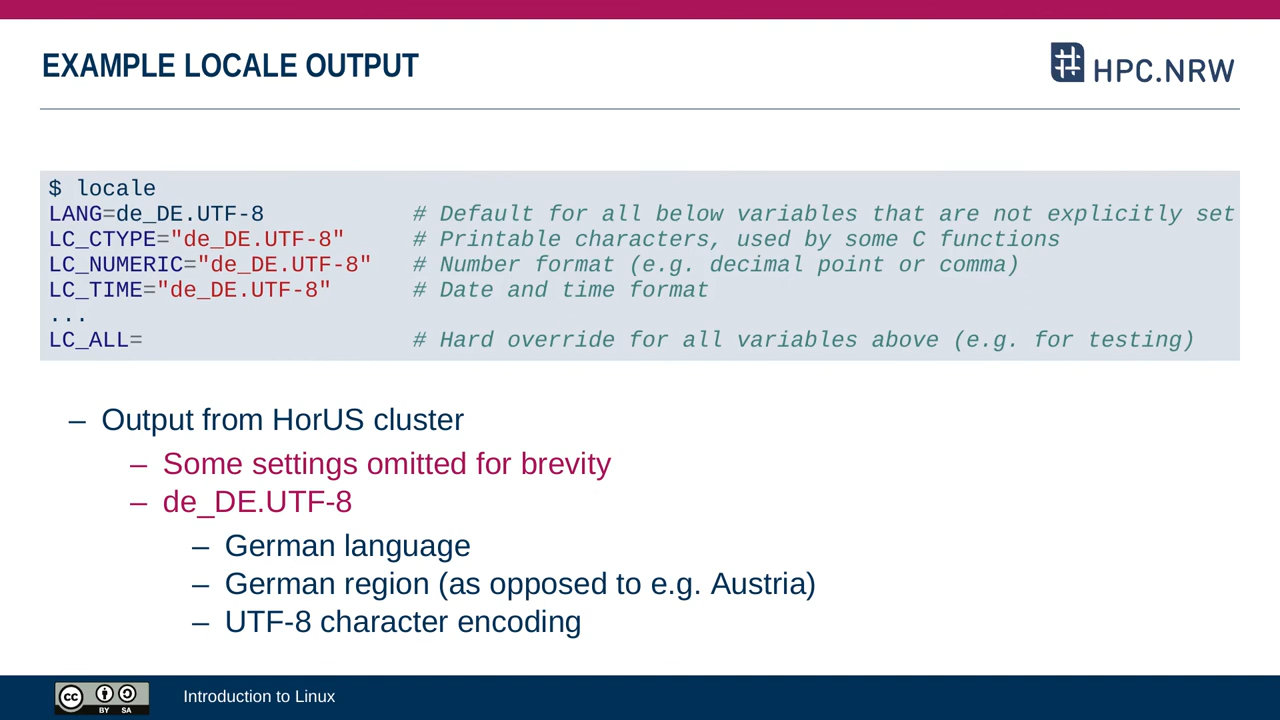 EXAMPLE LOCALE OUTPUT
HPC.NRW
$ locale
LANG=de_DE.UTF-8 # Default for all below variables that are not explicitly set
LC_CTYPE="de_DE.UTF-8" # Printable characters, used by some C functions
LC_NUMERIC="de_DE.UTF-8" # Number format (e.g. decimal point or comma)
LC_TIME="de_DE.UTF-8" # Date and time format
...
LC_ALL= # Hard override for all variables above (e.g. for testing)
– Output from HorUS cluster
– Some settings omitted for brevity
– de_DE.UTF-8
– German language
– German region (as opposed to e.g. Austria)
– UTF-8 character encoding
cc BY SA
Introduction to Linux